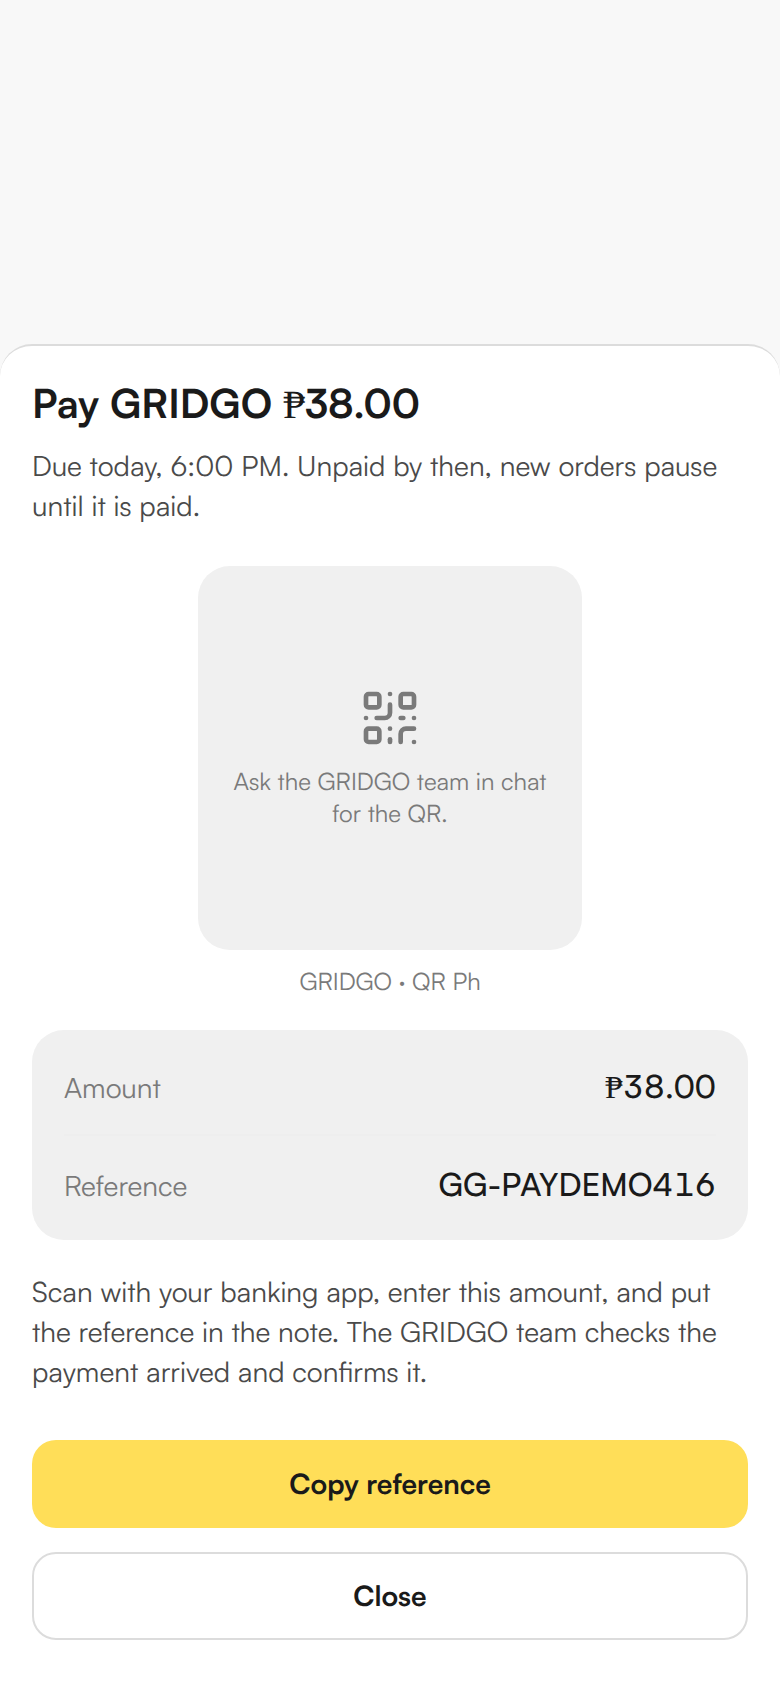 Pay GRIDGO ₱38.00
Due today, 6:00 PM. Unpaid by then, new orders pause
until it is paid.
Ask the GRIDGO team in chat
for the QR.
GRIDGO · QR Ph
Amount ₱38.00
Reference GG-PAYDEMO416
Scan with your banking app, enter this amount, and put
the reference in the note. The GRIDGO team checks the
payment arrived and confirms it.
Copy reference
Close